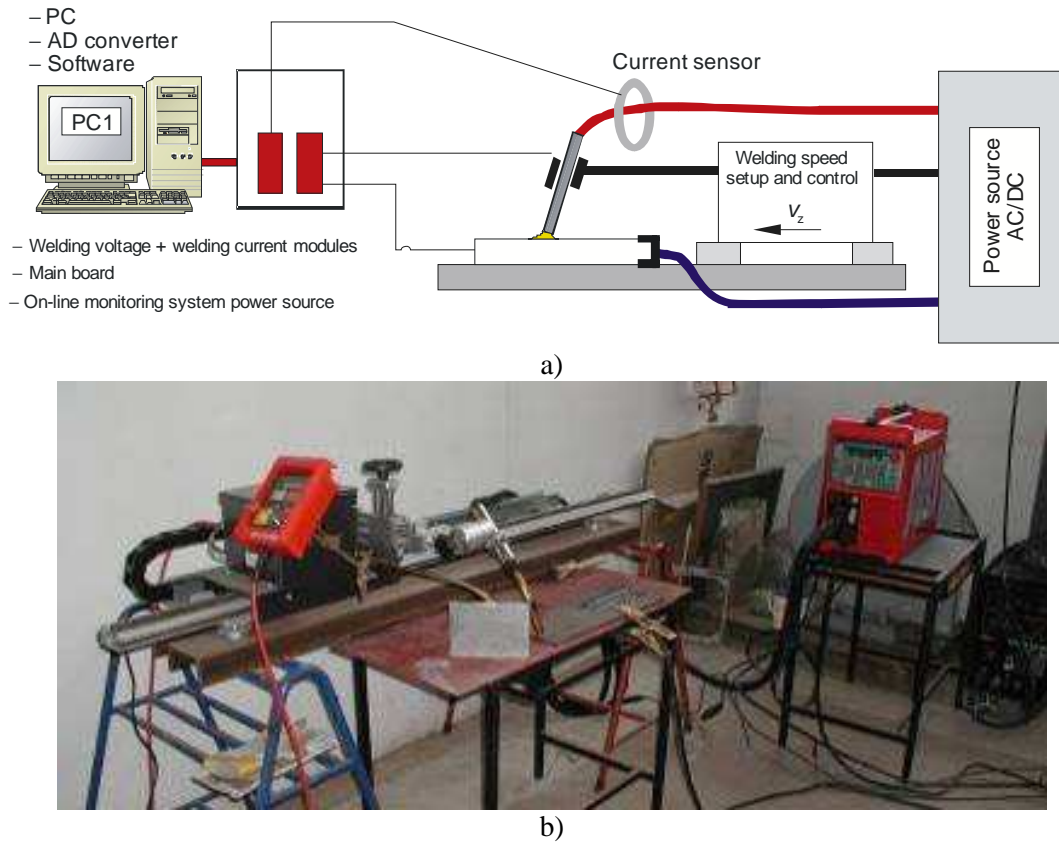 – PC
– AD converter
– Software
PC1
Current sensor
Welding speed
setup and control
Vz
Power source
AC/DC
– Welding voltage + welding current modules
– Main board
– On-line monitoring system power source
a)
b)